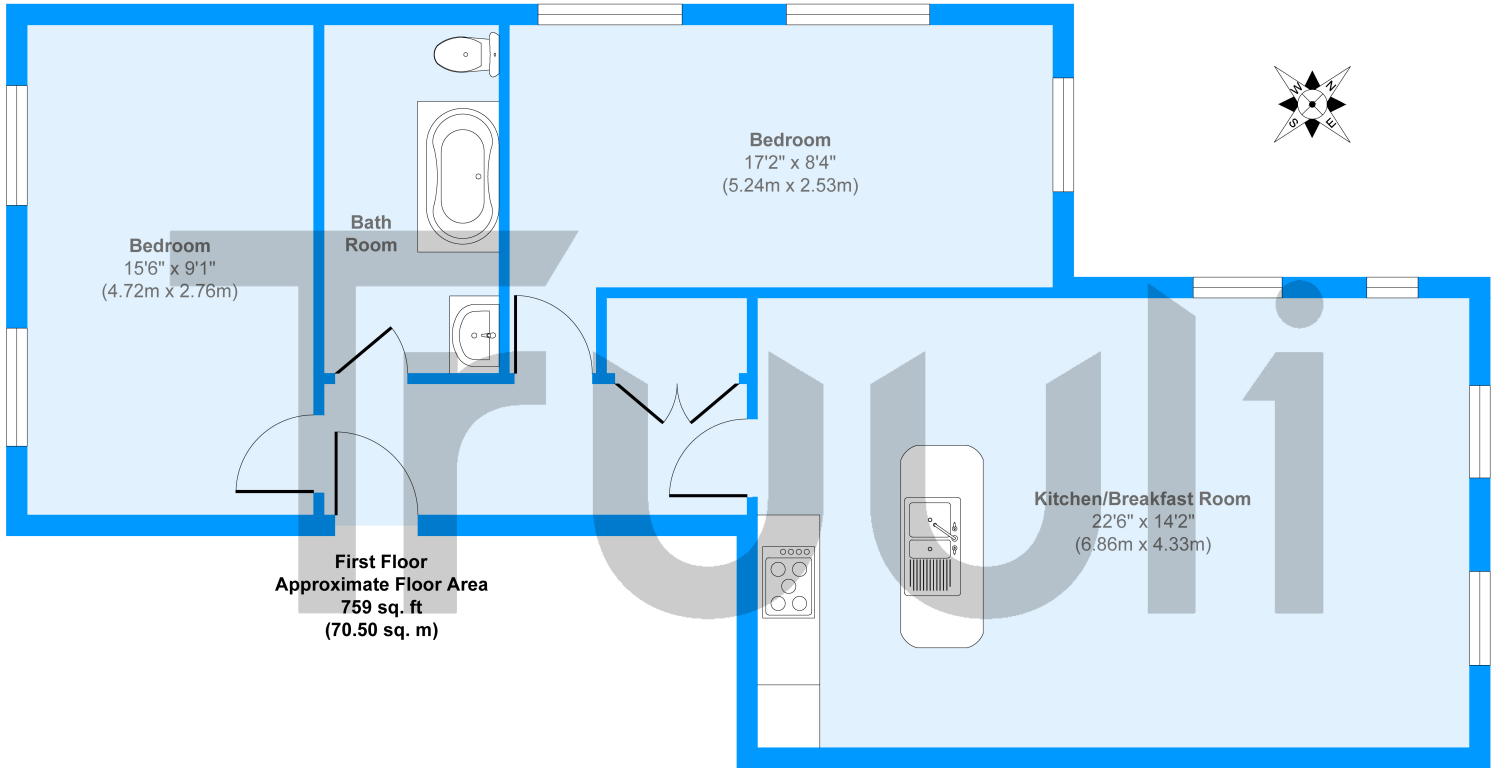 Bedroom
17'2" x 8'4"
(5.24m x 2.53m)
W
N
S
E
Bath
Room
Bedroom
15'6" x 9'1"
(4.72m x 2.76m)
Truuli
Kitchen/Breakfast Room
22'6" x 14'2"
(6.86m x 4.33m)
First Floor
Approximate Floor Area
759 sq. ft
(70.50 sq. m)